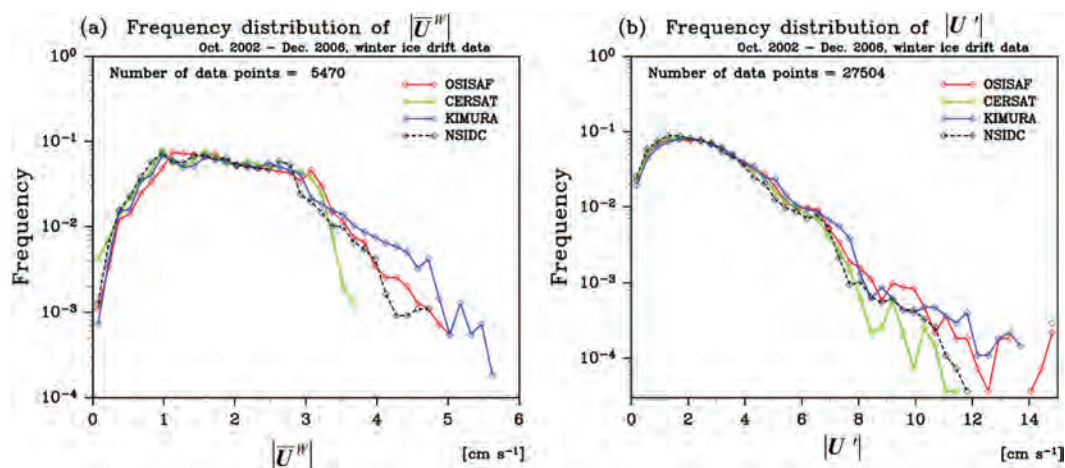 (a) Frequency distribution of |U̅ᵂ|
Oct. 2002 – Dec. 2006, winter ice drift data
Number of data points = 5470
OSISAF
CERSAT
KIMURA
NSIDC
10⁰
10⁻¹
10⁻²
10⁻³
10⁻⁴
Frequency
0 1 2 3 4 5 6
|U̅ᵂ| [cm s⁻¹]
(b) Frequency distribution of |U '|
Oct. 2002 – Dec. 2006, winter ice drift data
Number of data points = 27504
OSISAF
CERSAT
KIMURA
NSIDC
10⁰
10⁻¹
10⁻²
10⁻³
10⁻⁴
Frequency
0 2 4 6 8 10 12 14
|U '| [cm s⁻¹]